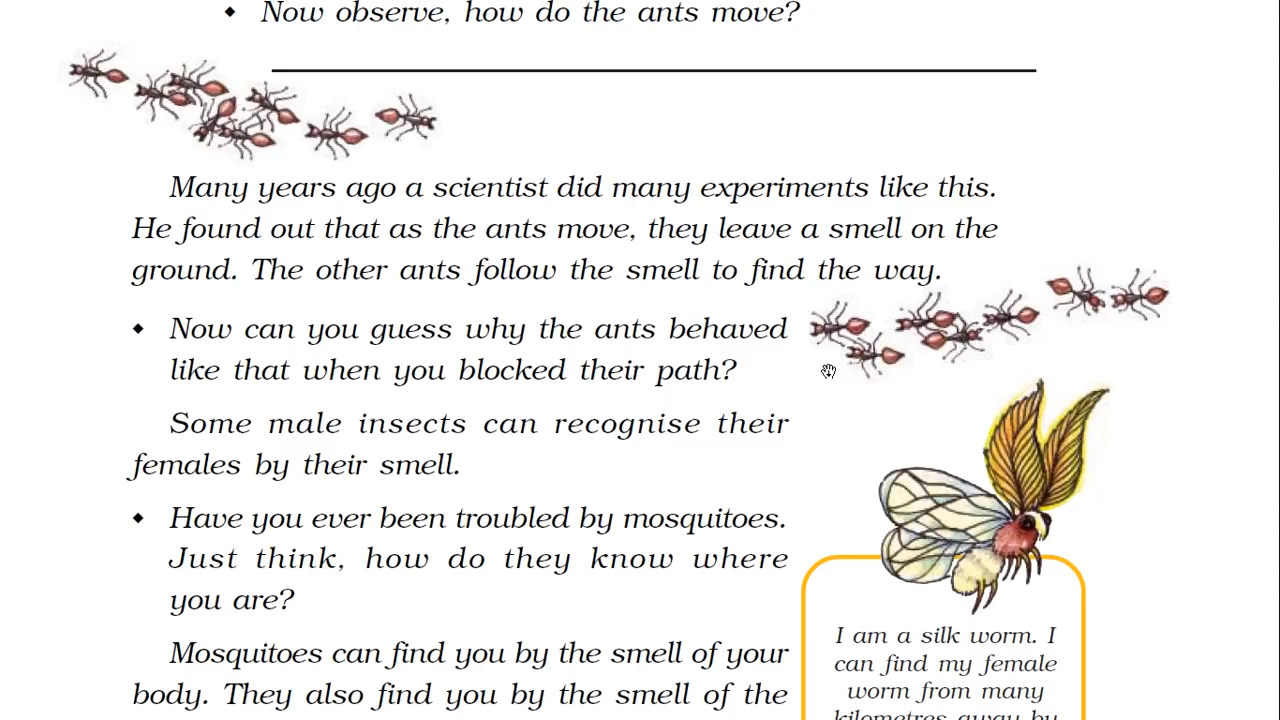 Now observe, how do the ants move?
Many years ago a scientist did many experiments like this.
He found out that as the ants move, they leave a smell on the
ground. The other ants follow the smell to find the way.
Now can you guess why the ants behaved
like that when you blocked their path?
Some male insects can recognise their
females by their smell.
Have you ever been troubled by mosquitoes.
Just think, how do they know where
you are?
Mosquitoes can find you by the smell of your
body. They also find you by the smell of the
I am a silk worm. I
can find my female
worm from many
kilometres away by